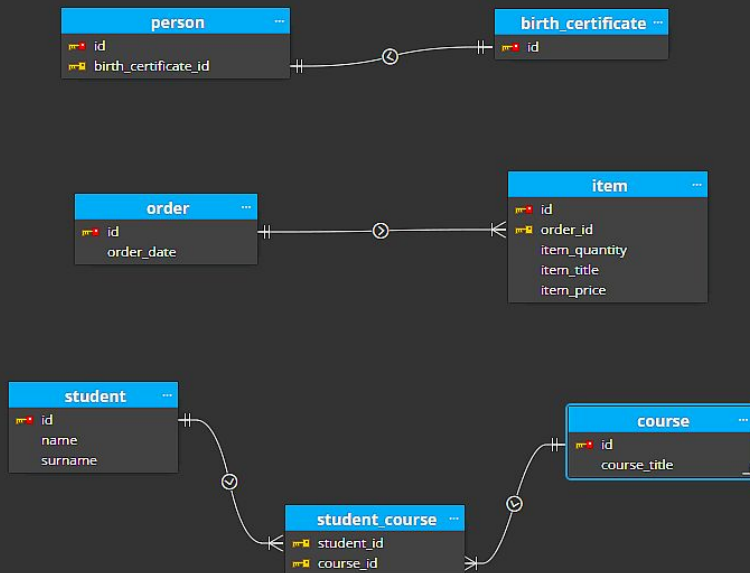 person ...
id
birth_certificate_id
birth_certificate ...
id
order ...
id
order_date
item ...
id
order_id
item_quantity
item_title
item_price
student ...
id
name
surname
course ...
id
course_title
student_course ...
student_id
course_id